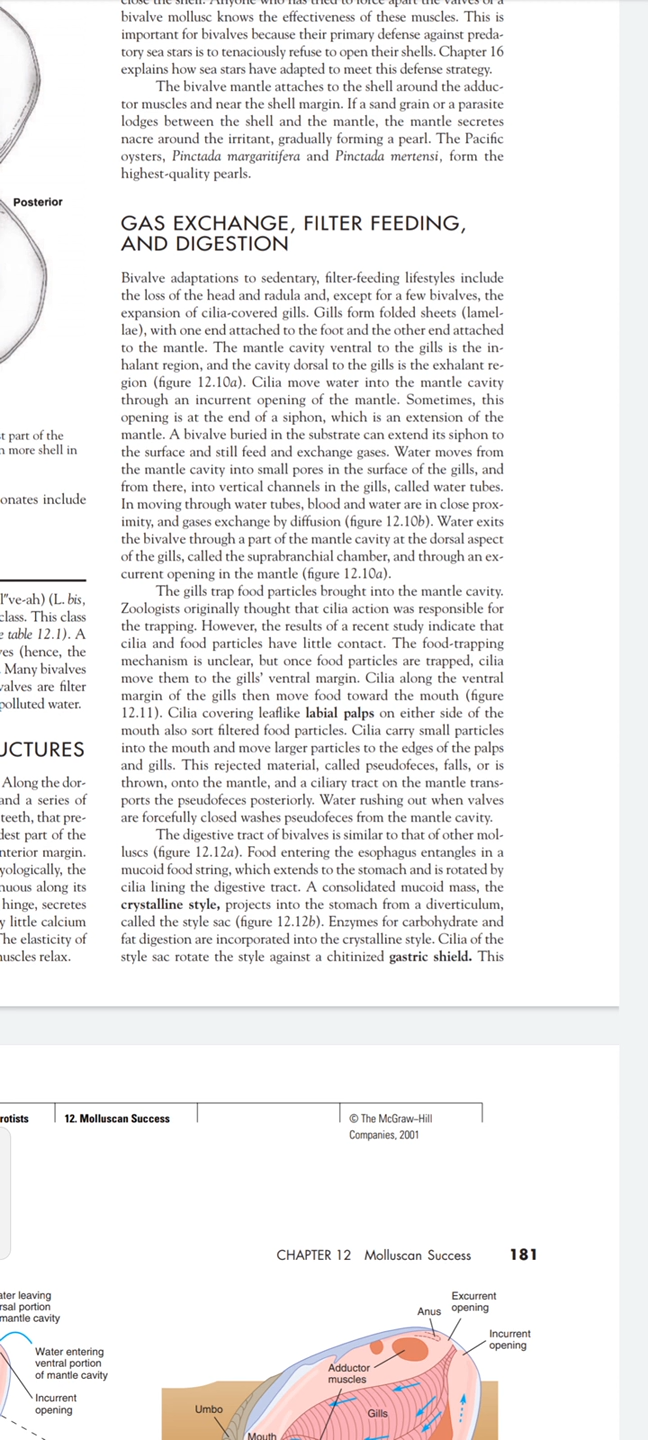 close the shell. Anyone who has tried to force apart the valves of a
bivalve mollusc knows the effectiveness of these muscles. This is
important for bivalves because their primary defense against preda-
tory sea stars is to tenaciously refuse to open their shells. Chapter 16
explains how sea stars have adapted to meet this defense strategy.
The bivalve mantle attaches to the shell around the adduc-
tor muscles and near the shell margin. If a sand grain or a parasite
lodges between the shell and the mantle, the mantle secretes
nacre around the irritant, gradually forming a pearl. The Pacific
oysters, Pinctada margaritifera and Pinctada mertensi, form the
highest-quality pearls.
Posterior
GAS EXCHANGE, FILTER FEEDING,
AND DIGESTION
Bivalve adaptations to sedentary, filter-feeding lifestyles include
the loss of the head and radula and, except for a few bivalves, the
expansion of cilia-covered gills. Gills form folded sheets (lamel-
lae), with one end attached to the foot and the other end attached
to the mantle. The mantle cavity ventral to the gills is the in-
halant region, and the cavity dorsal to the gills is the exhalant re-
gion (figure 12.10a). Cilia move water into the mantle cavity
through an incurrent opening of the mantle. Sometimes, this
opening is at the end of a siphon, which is an extension of the
mantle. A bivalve buried in the substrate can extend its siphon to
the surface and still feed and exchange gases. Water moves from
the mantle cavity into small pores in the surface of the gills, and
from there, into vertical channels in the gills, called water tubes.
In moving through water tubes, blood and water are in close prox-
imity, and gases exchange by diffusion (figure 12.10b). Water exits
the bivalve through a part of the mantle cavity at the dorsal aspect
of the gills, called the suprabranchial chamber, and through an ex-
current opening in the mantle (figure 12.10a).
The gills trap food particles brought into the mantle cavity.
Zoologists originally thought that cilia action was responsible for
the trapping. However, the results of a recent study indicate that
cilia and food particles have little contact. The food-trapping
mechanism is unclear, but once food particles are trapped, cilia
move them to the gills' ventral margin. Cilia along the ventral
margin of the gills then move food toward the mouth (figure
12.11). Cilia covering leaflike labial palps on either side of the
mouth also sort filtered food particles. Cilia carry small particles
into the mouth and move larger particles to the edges of the palps
and gills. This rejected material, called pseudofeces, falls, or is
thrown, onto the mantle, and a ciliary tract on the mantle trans-
ports the pseudofeces posteriorly. Water rushing out when valves
are forcefully closed washes pseudofeces from the mantle cavity.
The digestive tract of bivalves is similar to that of other mol-
luscs (figure 12.12a). Food entering the esophagus entangles in a
mucoid food string, which extends to the stomach and is rotated by
cilia lining the digestive tract. A consolidated mucoid mass, the
crystalline style, projects into the stomach from a diverticulum,
called the style sac (figure 12.12b). Enzymes for carbohydrate and
fat digestion are incorporated into the crystalline style. Cilia of the
style sac rotate the style against a chitinized gastric shield. This
t part of the
n more shell in
onates include
l″ve-ah) (L. bis,
class. This class
e table 12.1). A
ves (hence, the
Many bivalves
valves are filter
polluted water.
UCTURES
Along the dor-
and a series of
teeth, that pre-
dest part of the
nterior margin.
yologically, the
nuous along its
hinge, secretes
y little calcium
The elasticity of
muscles relax.
rotists
12. Molluscan Success
© The McGraw–Hill
Companies, 2001
CHAPTER 12 Molluscan Success 181
ater leaving
rsal portion
mantle cavity
Water entering
ventral portion
of mantle cavity
Incurrent
opening
Excurrent
opening
Anus
Incurrent
opening
Adductor
muscles
Umbo
Gills
Mouth